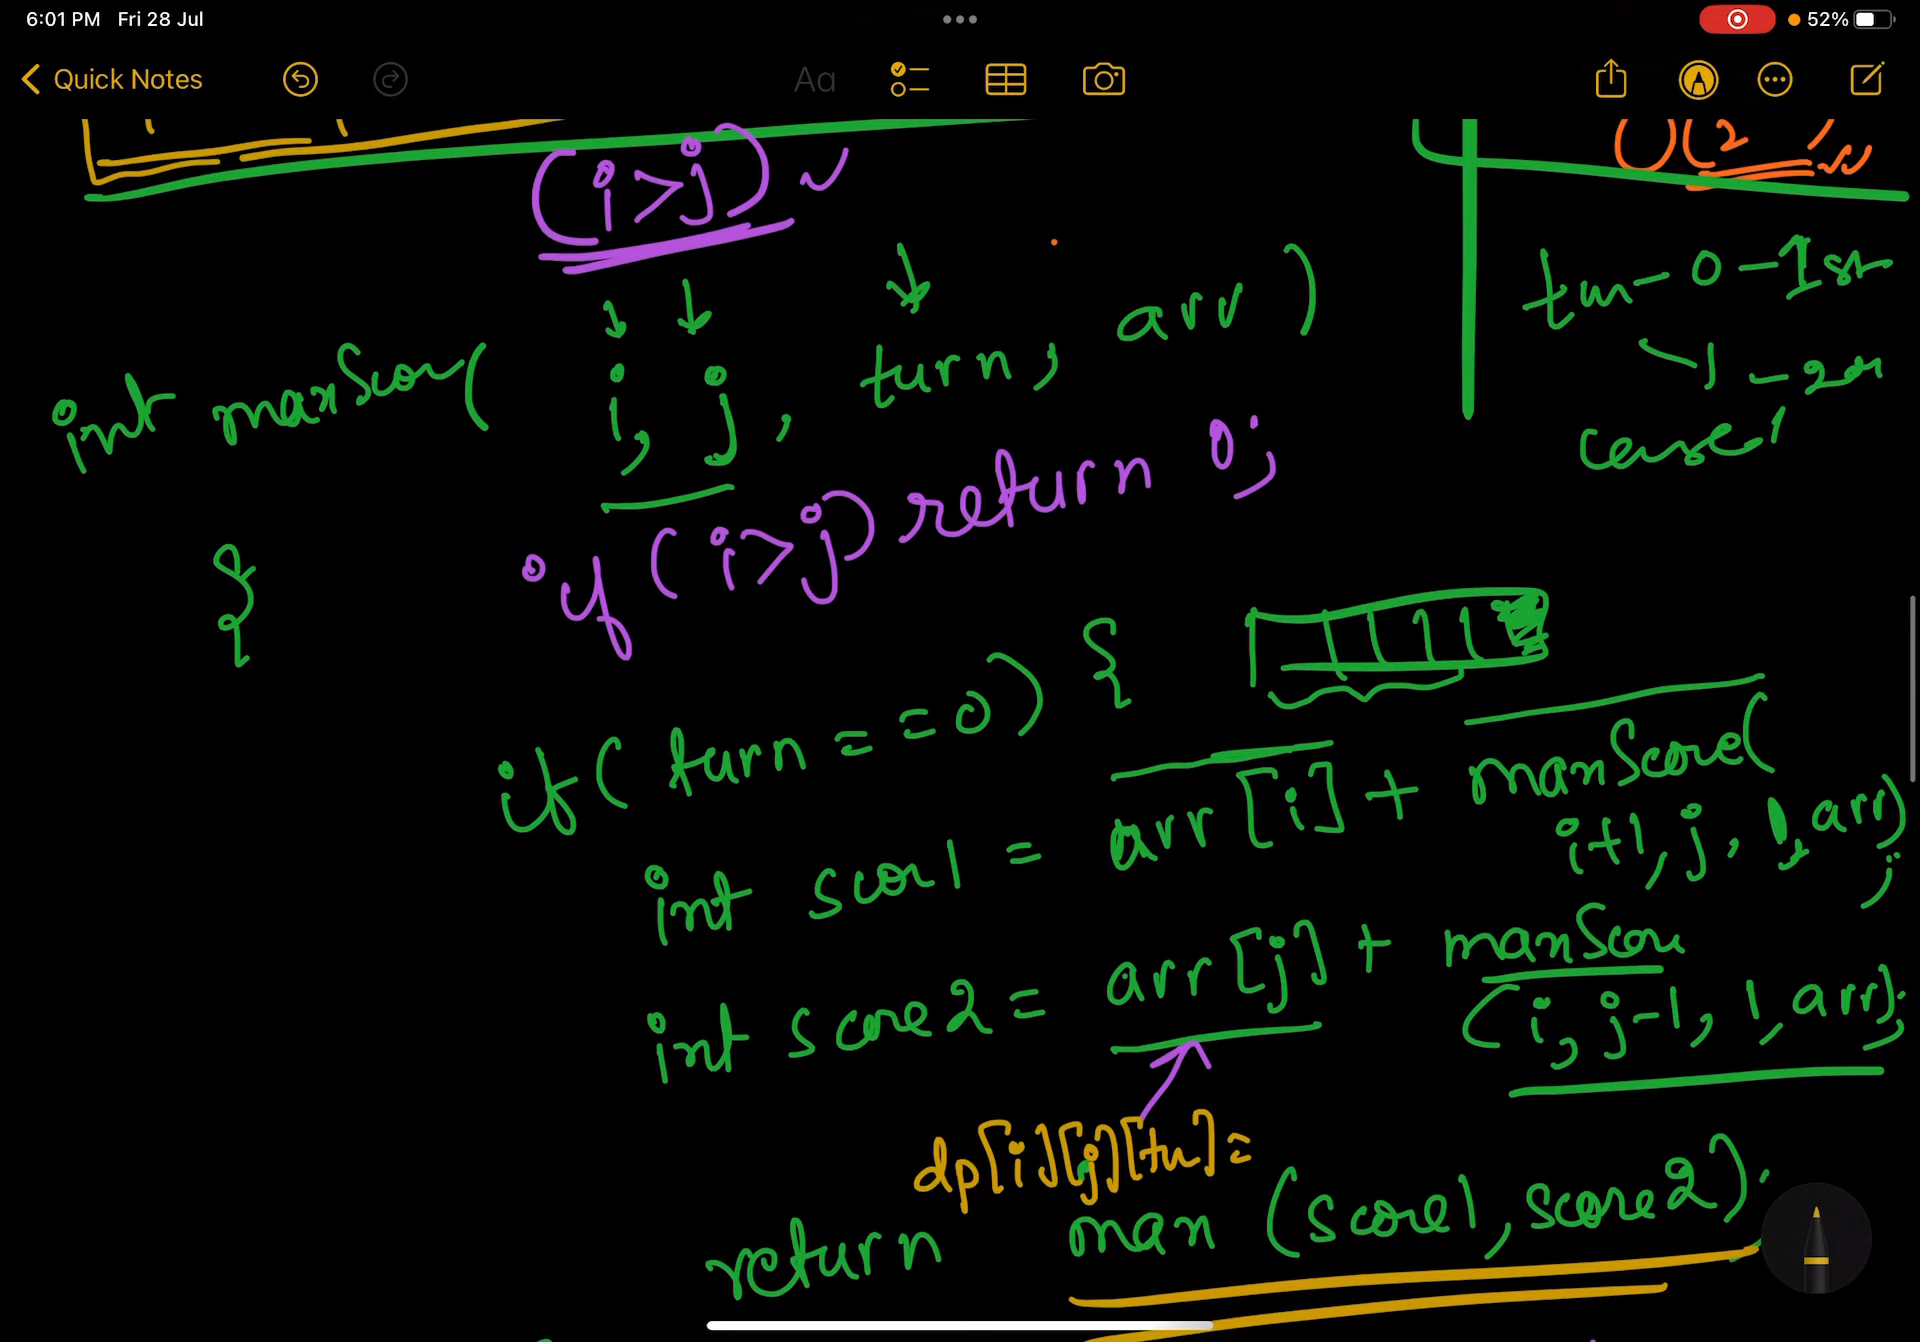 6:01 PM Fri 28 Jul
52%
Quick Notes
Aa
(i>j)
(2
turn - 0 - 1st
1 - 2nd
case 1
int maxScore( i, j, turn, arr)
{
if (i>j) return 0;
if( turn == 0) {
int score1 = arr[i] + maxScore(
i+1, j, 1, arr)
;
int score2 = arr[j] + maxScore
(i, j-1, 1, arr);
dp[i][j][tu]=
return max (score1, score2);